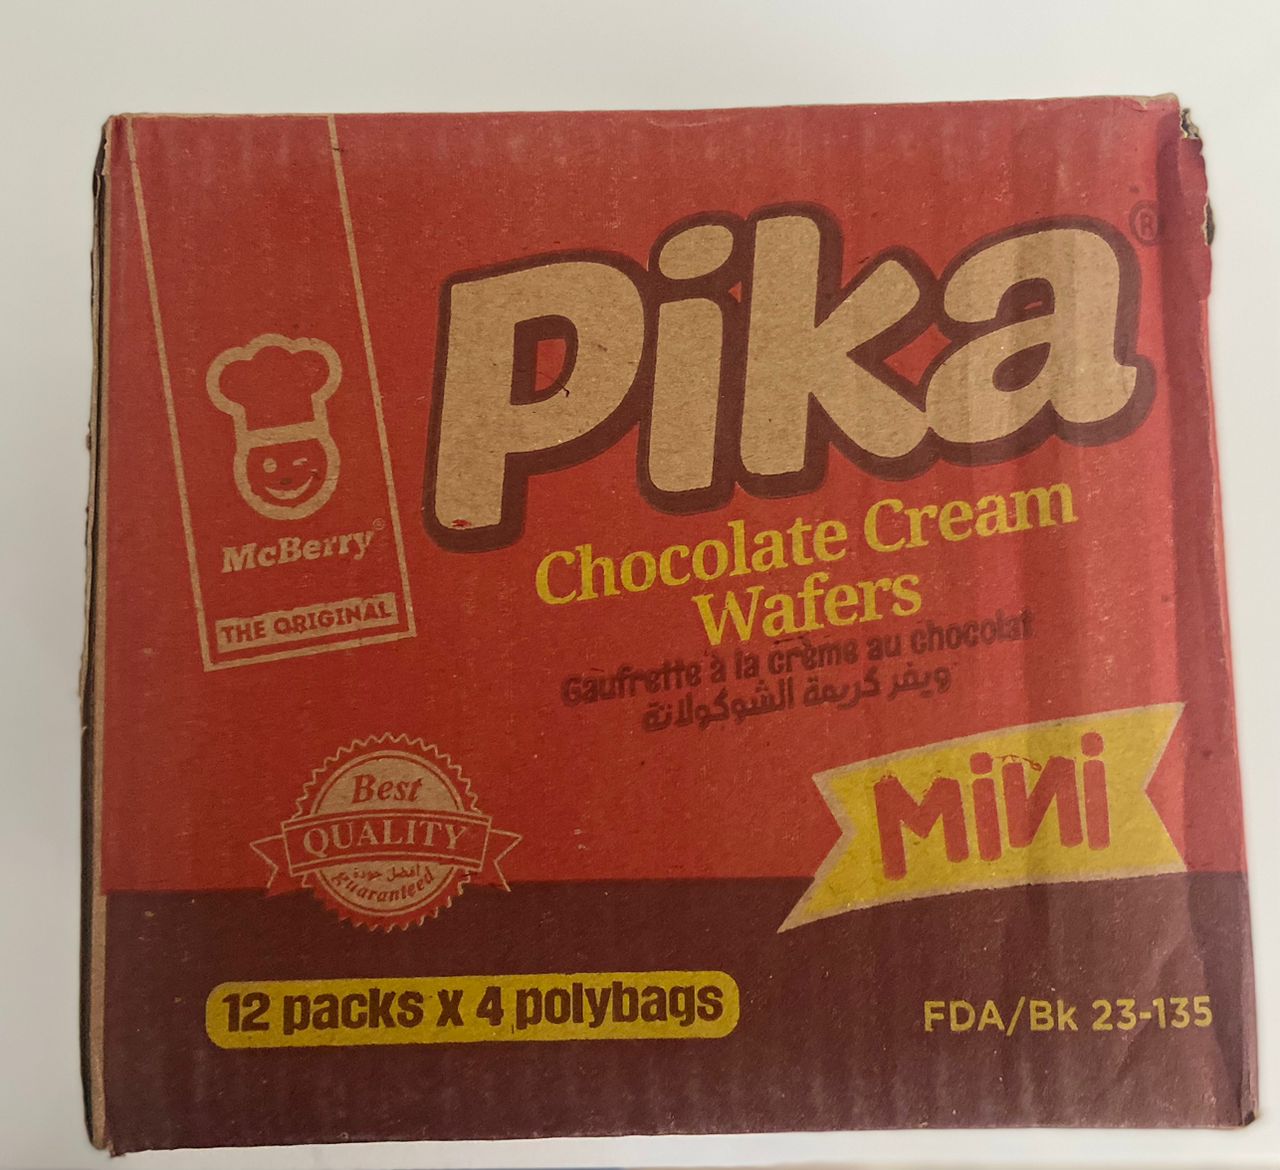 Pika®
Chocolate Cream
Wafers
Gaufrette à la crème au chocolat
ويفر كريمة الشوكولاتة
McBerry®
THE ORIGINAL
Mini
Best
QUALITY
افضل جودة
Guaranteed
12 packs x 4 polybags
FDA/Bk 23-135